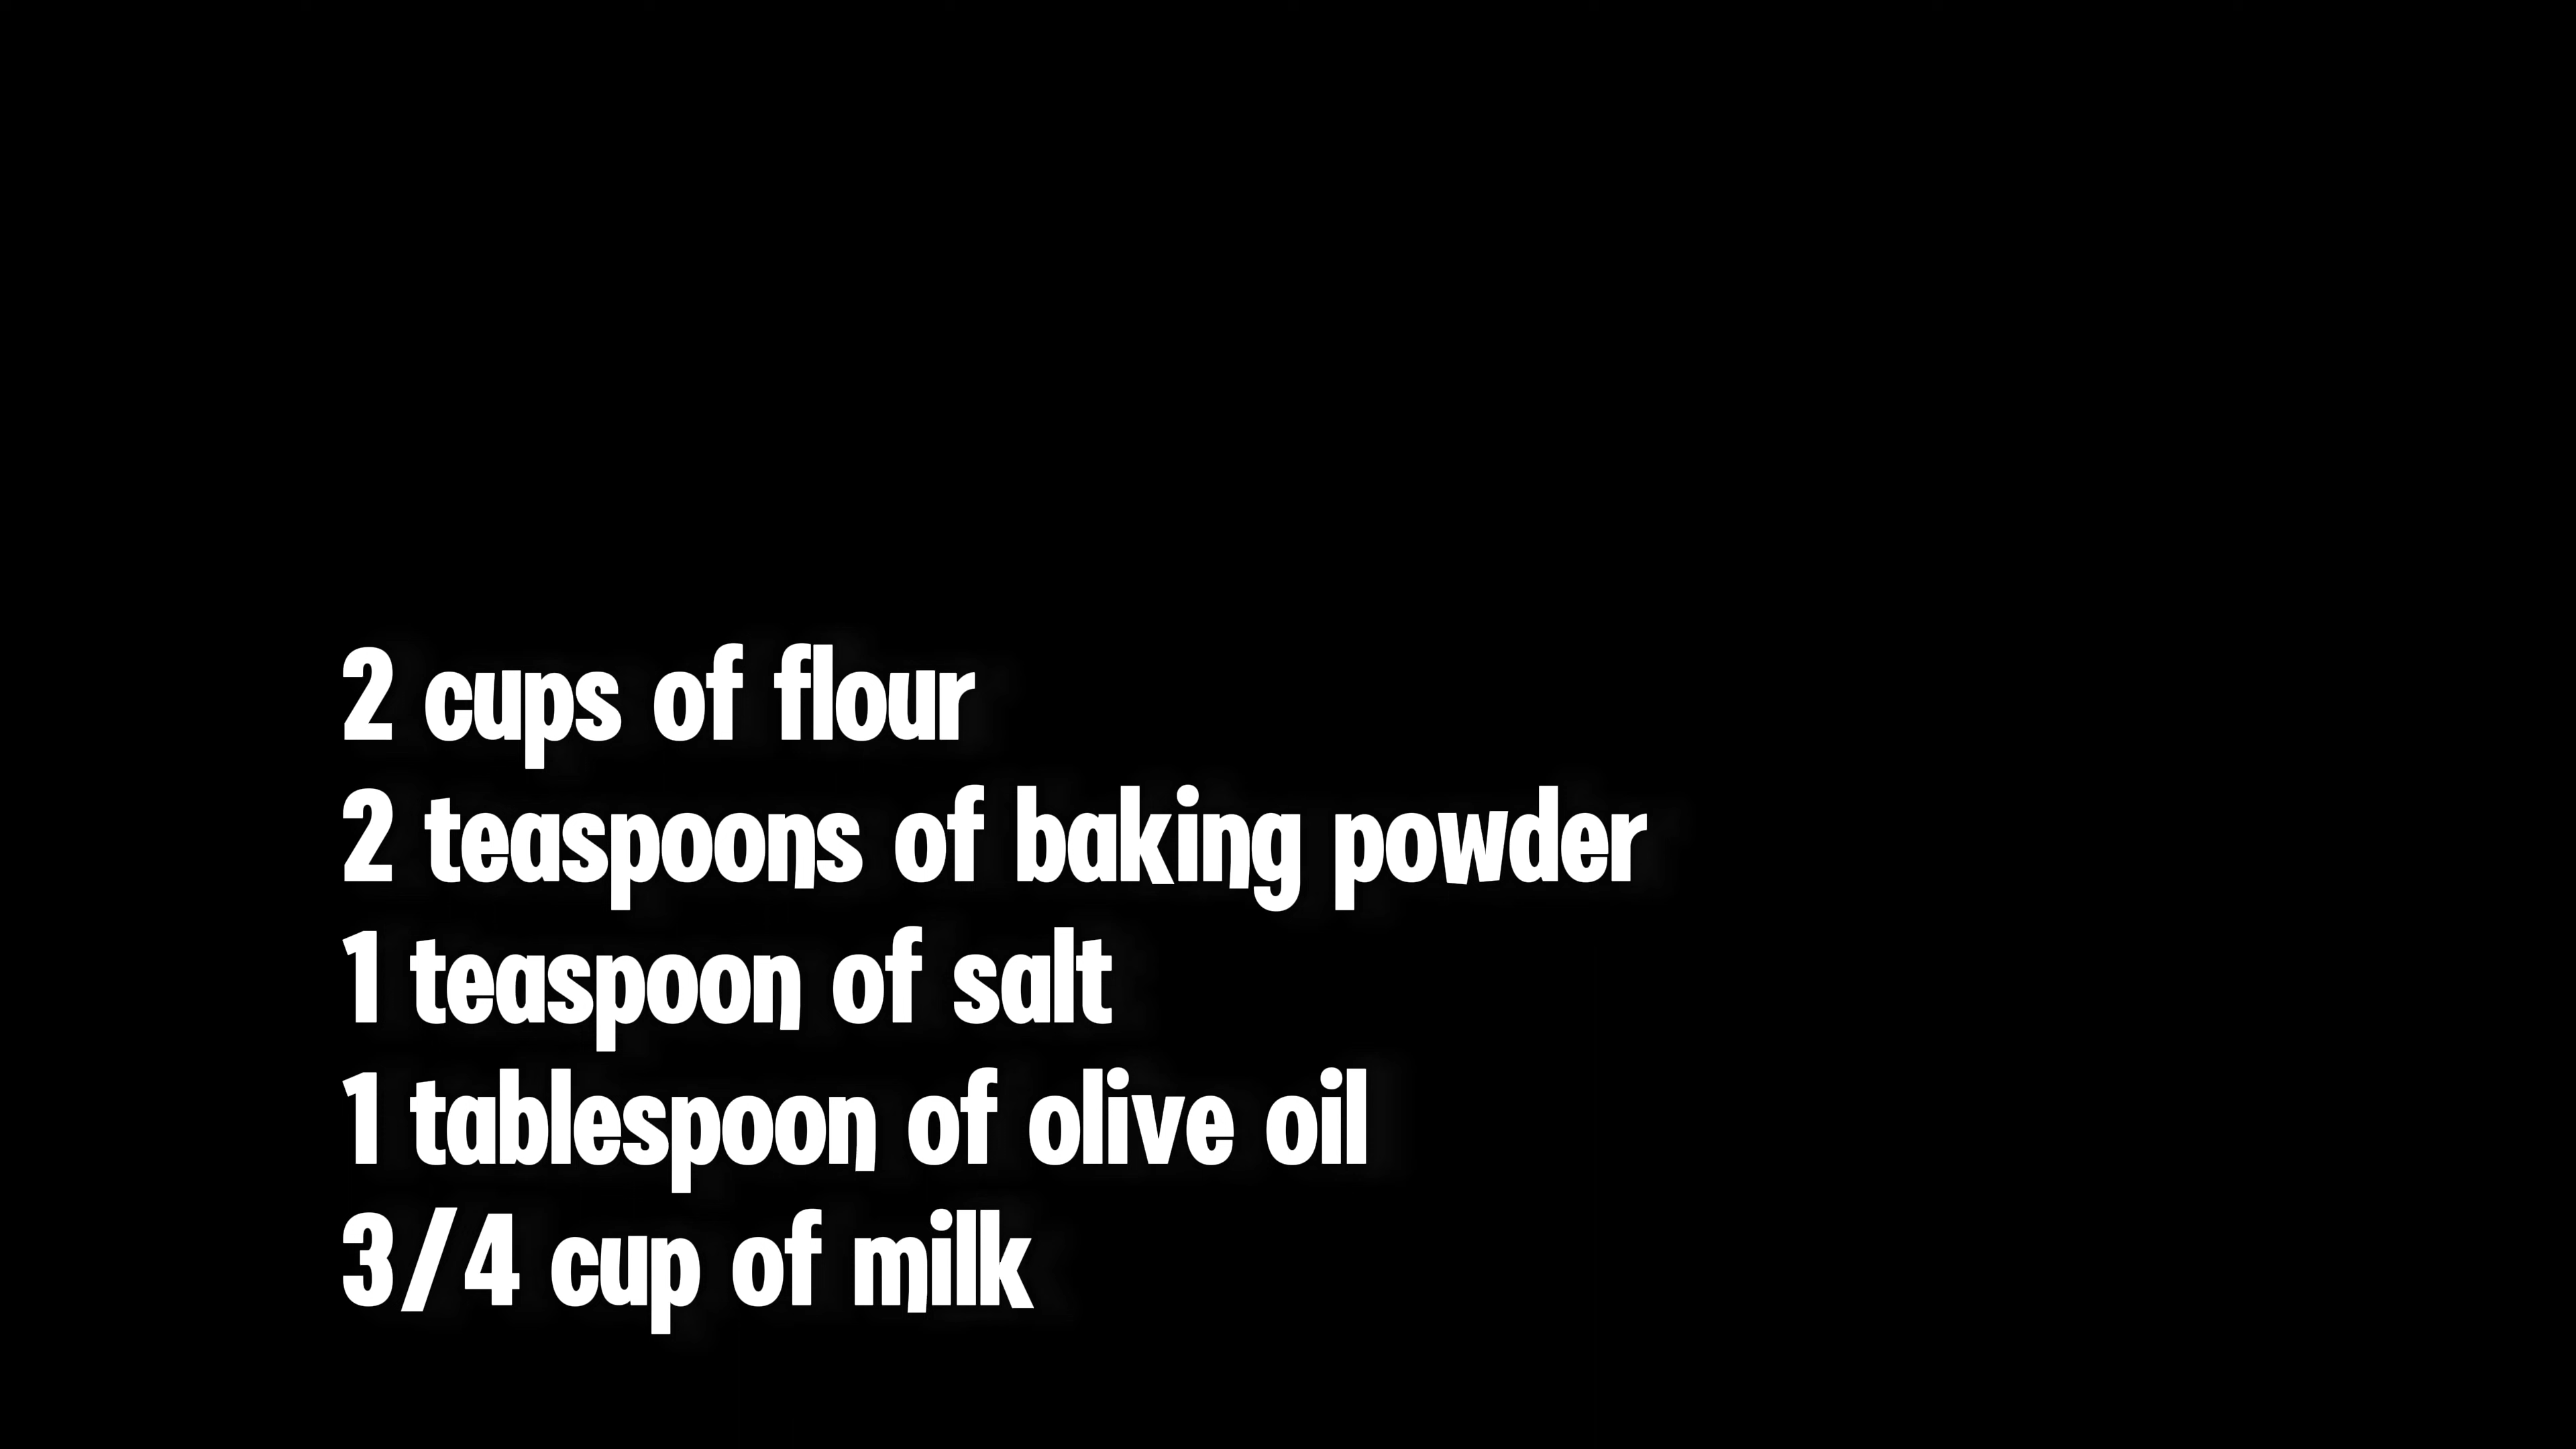 2 cups of flour
2 teaspoons of baking powder
1 teaspoon of salt
1 tablespoon of olive oil
3/4 cup of milk